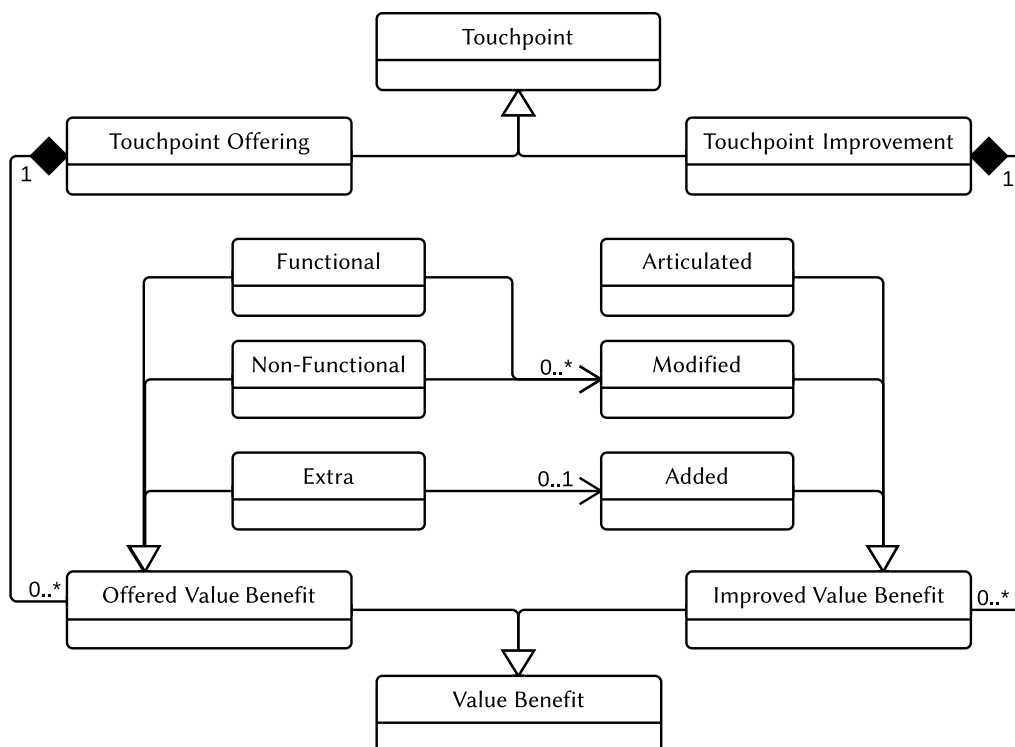 Touchpoint
Touchpoint Offering
Touchpoint Improvement
1
1
Functional
Articulated
Non-Functional
0..*
Modified
Extra
0..1
Added
0..*
Offered Value Benefit
Improved Value Benefit
0..*
Value Benefit